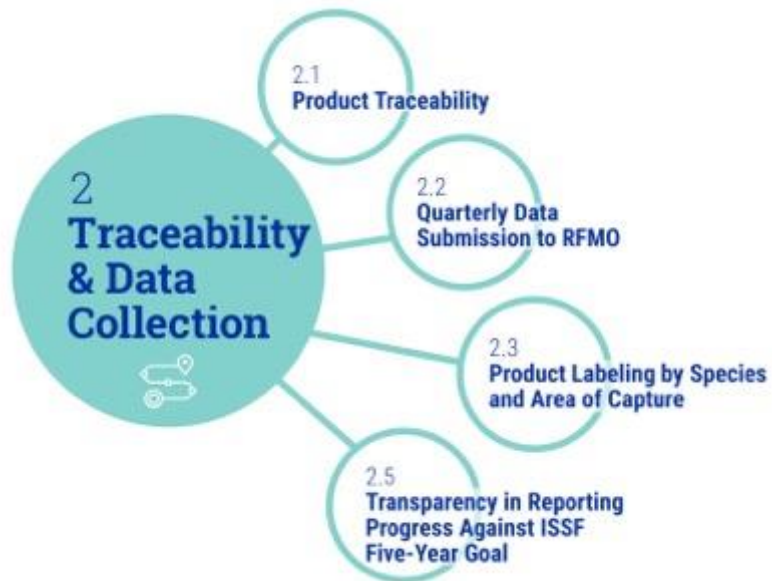 2.1
Product Traceability
2
Traceability
& Data
Collection
2.2
Quarterly Data
Submission to RFMO
2.3
Product Labeling by Species
and Area of Capture
2.5
Transparency in Reporting
Progress Against ISSF
Five-Year Goal